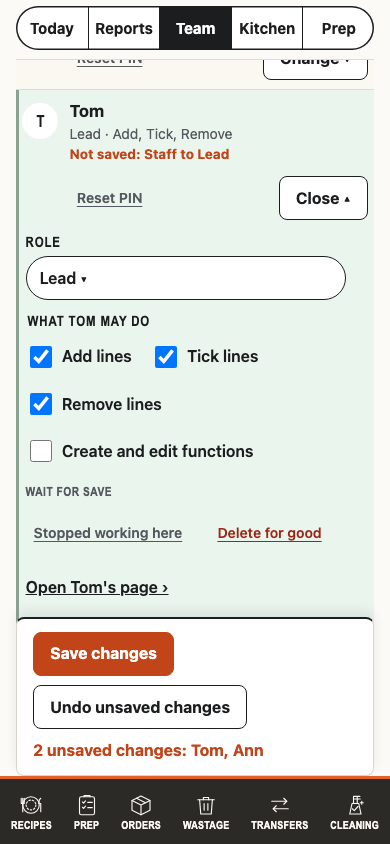 Today Reports Team Kitchen Prep
Reset PIN Change ▾
T Tom
Lead · Add, Tick, Remove
Not saved: Staff to Lead
Reset PIN Close ▴
ROLE
Lead ▾
WHAT TOM MAY DO
Add lines Tick lines
Remove lines
Create and edit functions
WAIT FOR SAVE
Stopped working here Delete for good
Open Tom's page ›
Save changes
Undo unsaved changes
2 unsaved changes: Tom, Ann
RECIPES PREP ORDERS WASTAGE TRANSFERS CLEANING